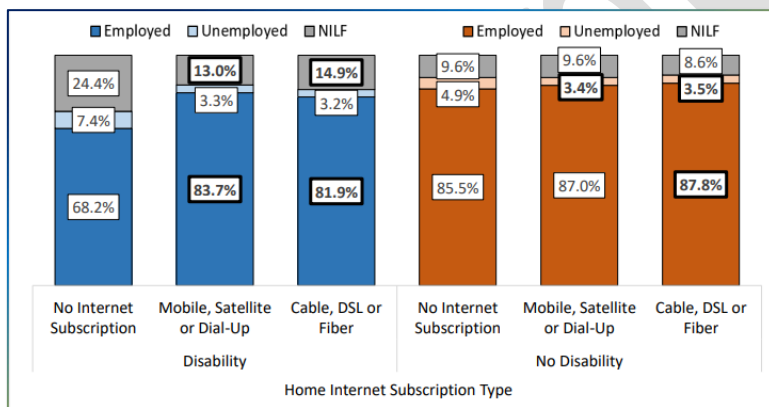 Employed Unemployed NILF Employed Unemployed NILF
24.4% 13.0% 14.9% 9.6% 9.6% 8.6%
7.4% 3.3% 3.2% 4.9% 3.4% 3.5%
68.2% 83.7% 81.9% 85.5% 87.0% 87.8%
No Internet Mobile, Satellite Cable, DSL or No Internet Mobile, Satellite Cable, DSL or
Subscription or Dial-Up Fiber Subscription or Dial-Up Fiber
Disability No Disability
Home Internet Subscription Type